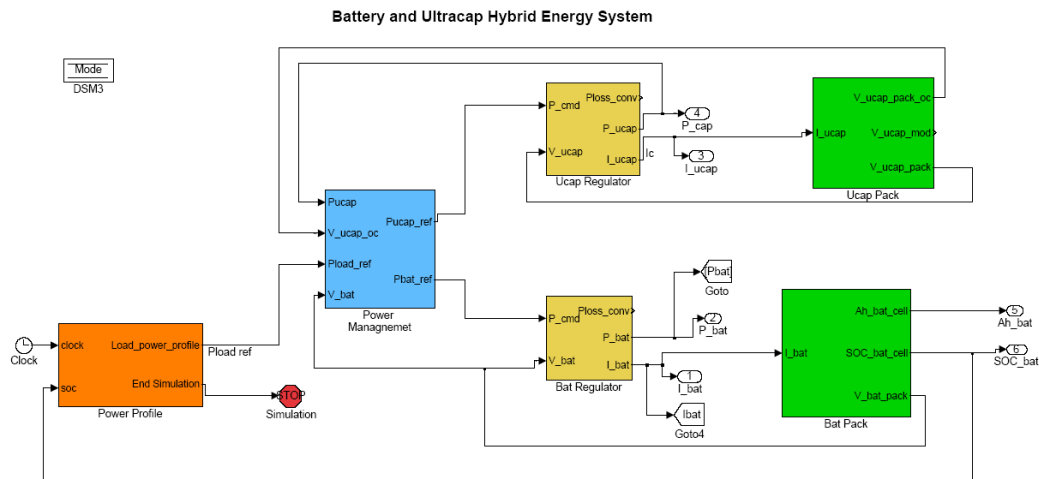 Battery and Ultracap Hybrid Energy System
Mode
DSM3
P_cmd
V_ucap
Ploss_conv
P_ucap
I_ucap
Ucap Regulator
4
P_cap
Ic
3
I_ucap
I_ucap
V_ucap_pack_oc
V_ucap_mod
V_ucap_pack
Ucap Pack
Pucap
V_ucap_oc
Pload_ref
V_bat
Pucap_ref
Pbat_ref
Power
Managnemet
[Pbat]
Goto
P_cmd
V_bat
Ploss_conv
P_bat
I_bat
Bat Regulator
2
P_bat
1
I_bat
Ibat
Goto4
I_bat
Ah_bat_cell
SOC_bat_cell
V_bat_pack
Bat Pack
5
Ah_bat
6
SOC_bat
Clock
clock
soc
Load_power_profile
End Simulation
Power Profile
Pload ref
STOP
Simulation